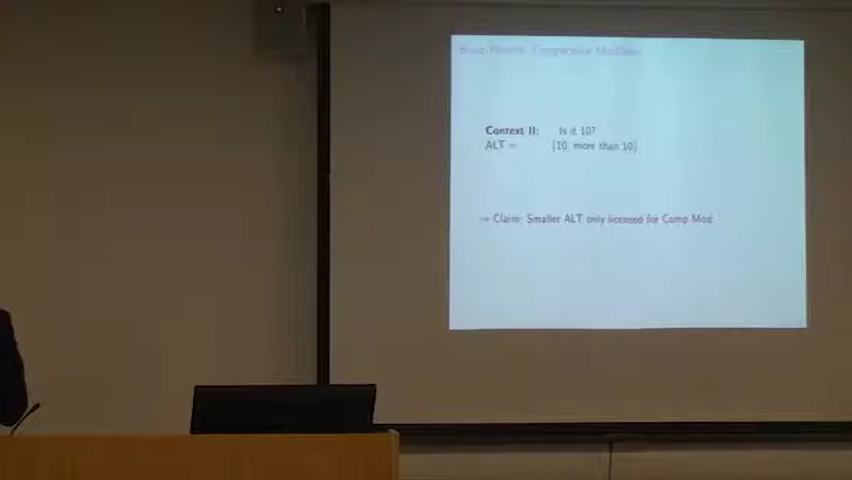 Basic Pattern: Comparative Modifiers
Context II: Is it 10?
ALT = {10, more than 10}
⇒ Claim: Smaller ALT only licensed for Comp Mod